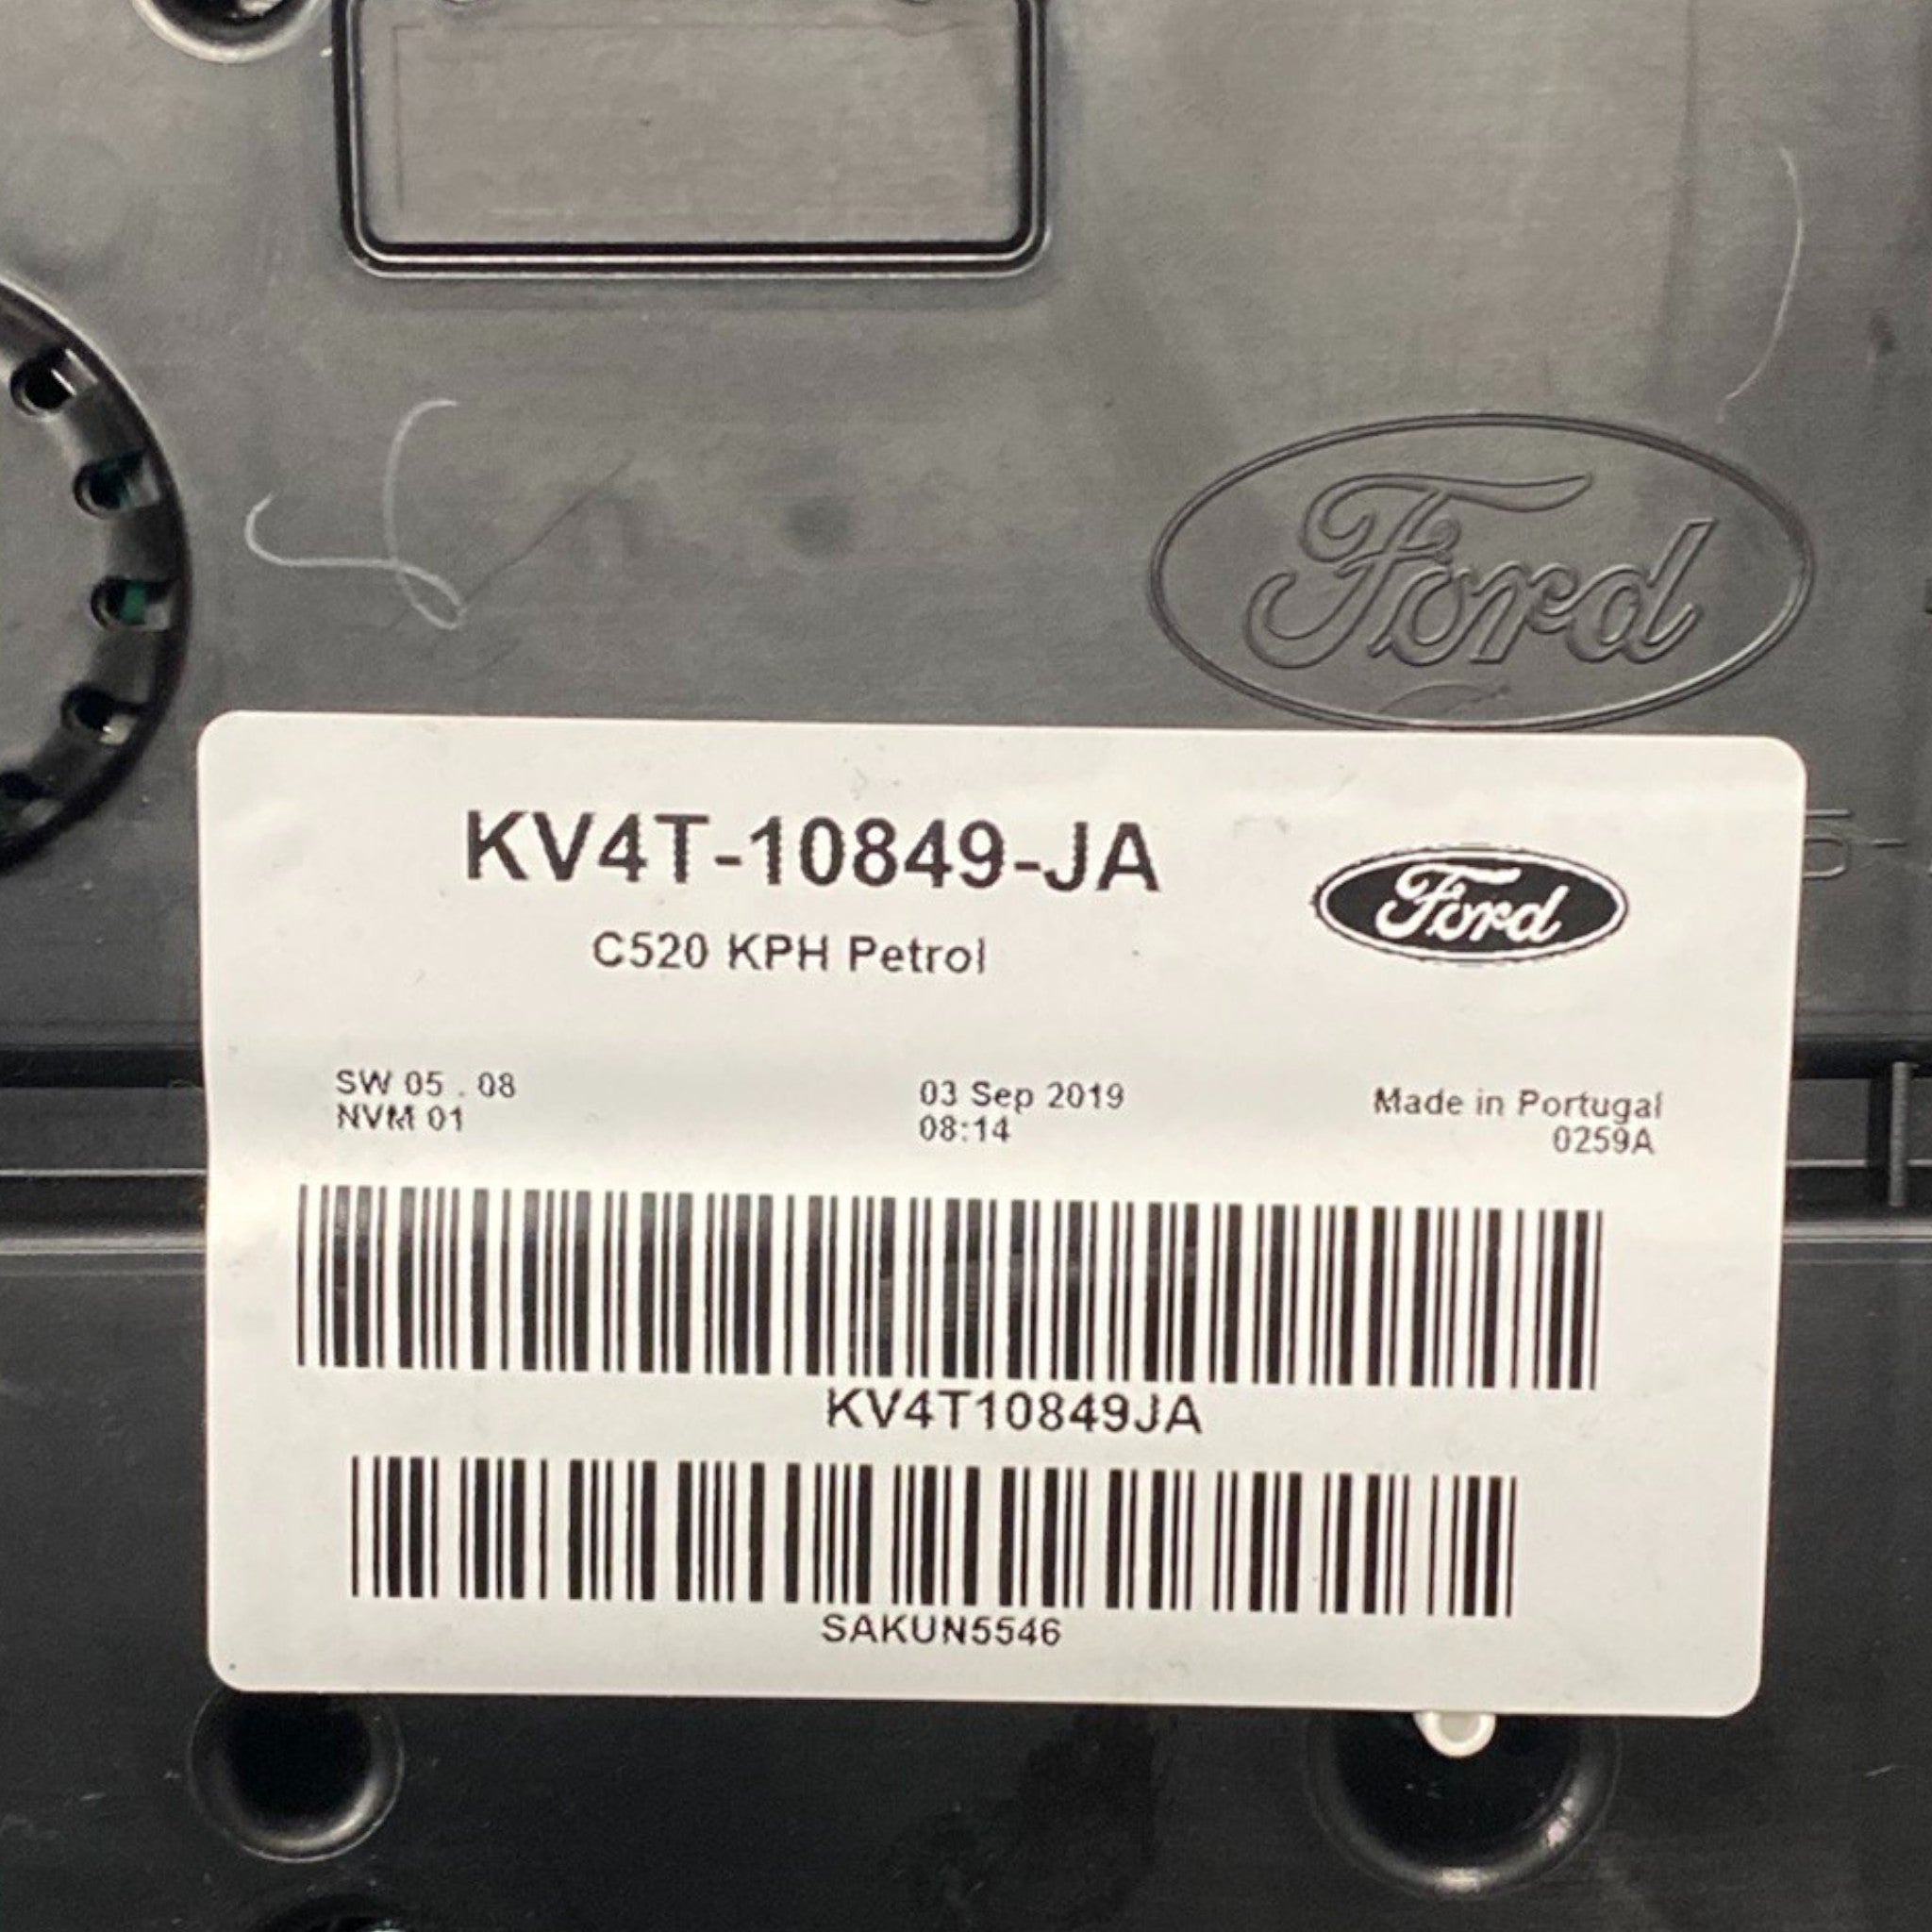 Ford
KV4T-10849-JA
Ford
C520 KPH Petrol
SW 05 . 08
NVM 01
03 Sep 2019
08:14
Made in Portugal
0259A
KV4T10849JA
SAKUN5546